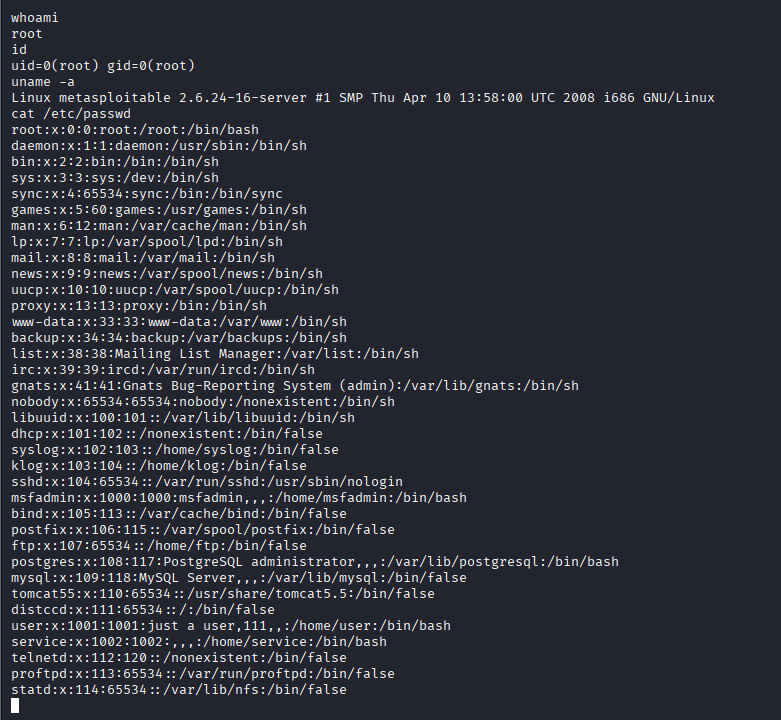 whoami
root
id
uid=0(root) gid=0(root)
uname -a
Linux metasploitable 2.6.24-16-server #1 SMP Thu Apr 10 13:58:00 UTC 2008 i686 GNU/Linux
cat /etc/passwd
root:x:0:0:root:/root:/bin/bash
daemon:x:1:1:daemon:/usr/sbin:/bin/sh
bin:x:2:2:bin:/bin:/bin/sh
sys:x:3:3:sys:/dev:/bin/sh
sync:x:4:65534:sync:/bin:/bin/sync
games:x:5:60:games:/usr/games:/bin/sh
man:x:6:12:man:/var/cache/man:/bin/sh
lp:x:7:7:lp:/var/spool/lpd:/bin/sh
mail:x:8:8:mail:/var/mail:/bin/sh
news:x:9:9:news:/var/spool/news:/bin/sh
uucp:x:10:10:uucp:/var/spool/uucp:/bin/sh
proxy:x:13:13:proxy:/bin:/bin/sh
www-data:x:33:33:www-data:/var/www:/bin/sh
backup:x:34:34:backup:/var/backups:/bin/sh
list:x:38:38:Mailing List Manager:/var/list:/bin/sh
irc:x:39:39:ircd:/var/run/ircd:/bin/sh
gnats:x:41:41:Gnats Bug-Reporting System (admin):/var/lib/gnats:/bin/sh
nobody:x:65534:65534:nobody:/nonexistent:/bin/sh
libuuid:x:100:101::/var/lib/libuuid:/bin/sh
dhcp:x:101:102::/nonexistent:/bin/false
syslog:x:102:103::/home/syslog:/bin/false
klog:x:103:104::/home/klog:/bin/false
sshd:x:104:65534::/var/run/sshd:/usr/sbin/nologin
msfadmin:x:1000:1000:msfadmin,,,:/home/msfadmin:/bin/bash
bind:x:105:113::/var/cache/bind:/bin/false
postfix:x:106:115::/var/spool/postfix:/bin/false
ftp:x:107:65534::/home/ftp:/bin/false
postgres:x:108:117:PostgreSQL administrator,,,:/var/lib/postgresql:/bin/bash
mysql:x:109:118:MySQL Server,,,:/var/lib/mysql:/bin/false
tomcat55:x:110:65534::/usr/share/tomcat5.5:/bin/false
distccd:x:111:65534::/:/bin/false
user:x:1001:1001:just a user,111,,:/home/user:/bin/bash
service:x:1002:1002:,,,:/home/service:/bin/bash
telnetd:x:112:120::/nonexistent:/bin/false
proftpd:x:113:65534::/var/run/proftpd:/bin/false
statd:x:114:65534::/var/lib/nfs:/bin/false